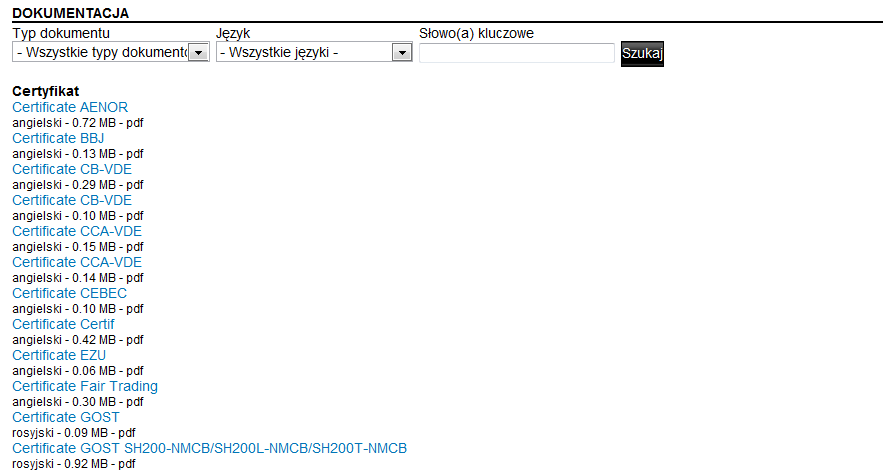 DOKUMENTACJA
Typ dokumentu Język Słowo(a) kluczowe
- Wszystkie typy - Wszystkie języki - Szukaj
Certyfikat
Certificate AENOR
angielski - 0.72 MB - pdf
Certificate BBJ
angielski - 0.13 MB - pdf
Certificate CB-VDE
angielski - 0.29 MB - pdf
Certificate CB-VDE
angielski - 0.10 MB - pdf
Certificate CCA-VDE
angielski - 0.15 MB - pdf
Certificate CCA-VDE
angielski - 0.14 MB - pdf
Certificate CEBEC
angielski - 0.10 MB - pdf
Certificate Certif
angielski - 0.42 MB - pdf
Certificate EZU
angielski - 0.06 MB - pdf
Certificate Fair Trading
angielski - 0.30 MB - pdf
Certificate GOST
rosyjski - 0.09 MB - pdf
Certificate GOST SH200-NMCB/SH200L-NMCB/SH200T-NMCB
rosyjski - 0.92 MB - pdf